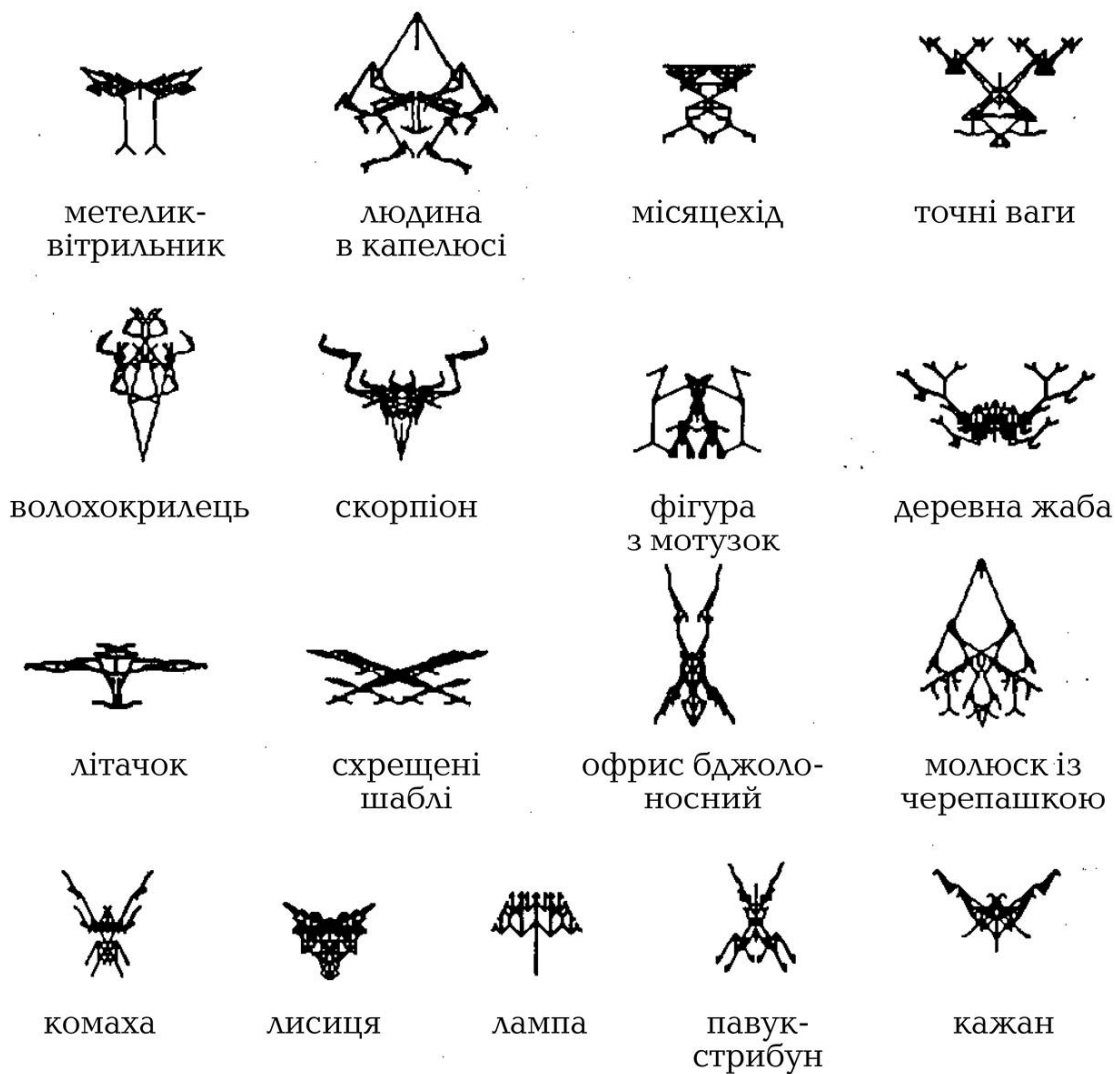 метелик-
вітрильник
людина
в капелюсі
місяцехід
точні ваги
волохокрилець
скорпіон
фігура
з мотузок
деревна жаба
літачок
схрещені
шаблі
офрис бджоло-
носний
молюск із
черепашкою
комаха
лисиця
лампа
павук-
стрибун
кажан